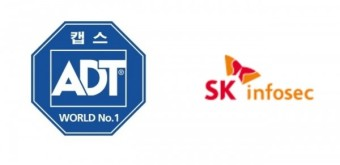 캡스
ADT®
WORLD No.1
SK infosec